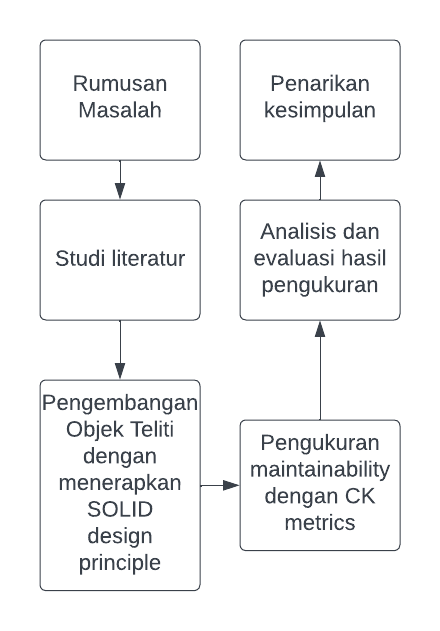 Rumusan
Masalah
Studi literatur
Pengembangan
Objek Teliti
dengan
menerapkan
SOLID
design
principle
Pengukuran
maintainability
dengan CK
metrics
Analisis dan
evaluasi hasil
pengukuran
Penarikan
kesimpulan